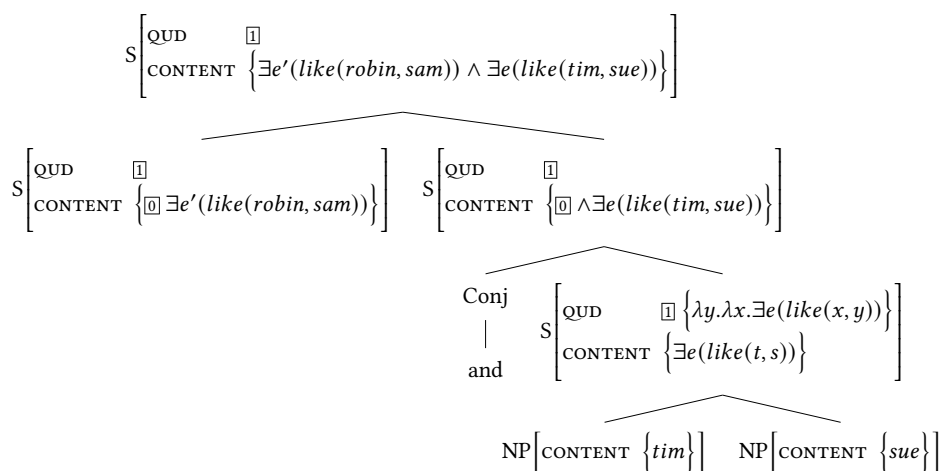 S[QUD 1
CONTENT {∃e′(like(robin, sam)) ∧ ∃e(like(tim, sue))}]
S[QUD 1
CONTENT {0 ∃e′(like(robin, sam))}]
S[QUD 1
CONTENT {0 ∧∃e(like(tim, sue))}]
Conj
and
S[QUD 1 {λy.λx.∃e(like(x, y))}
CONTENT {∃e(like(t, s))}]
NP[CONTENT {tim}] NP[CONTENT {sue}]